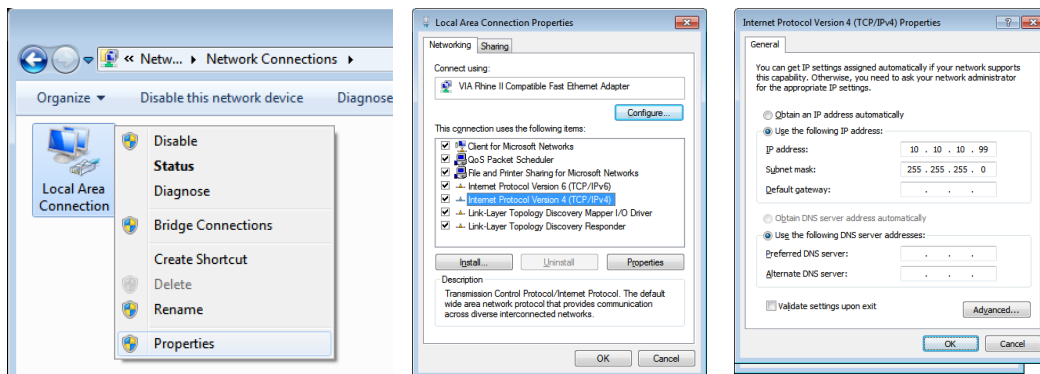 « Netw... ▸ Network Connections ▸
Organize ▾ Disable this network device Diagnose
Local Area
Connection
Disable
Status
Diagnose
Bridge Connections
Create Shortcut
Delete
Rename
Properties
Local Area Connection Properties
Networking Sharing
Connect using:
VIA Rhine II Compatible Fast Ethernet Adapter
Configure...
This connection uses the following items:
Client for Microsoft Networks
QoS Packet Scheduler
File and Printer Sharing for Microsoft Networks
Internet Protocol Version 6 (TCP/IPv6)
Internet Protocol Version 4 (TCP/IPv4)
Link-Layer Topology Discovery Mapper I/O Driver
Link-Layer Topology Discovery Responder
Install... Uninstall Properties
Description
Transmission Control Protocol/Internet Protocol. The default
wide area network protocol that provides communication
across diverse interconnected networks.
OK Cancel
Internet Protocol Version 4 (TCP/IPv4) Properties
General
You can get IP settings assigned automatically if your network supports
this capability. Otherwise, you need to ask your network administrator
for the appropriate IP settings.
Obtain an IP address automatically
Use the following IP address:
IP address: 10 . 10 . 10 . 99
Subnet mask: 255 . 255 . 255 . 0
Default gateway: . . .
Obtain DNS server address automatically
Use the following DNS server addresses:
Preferred DNS server: . . .
Alternate DNS server: . . .
Validate settings upon exit
Advanced...
OK Cancel